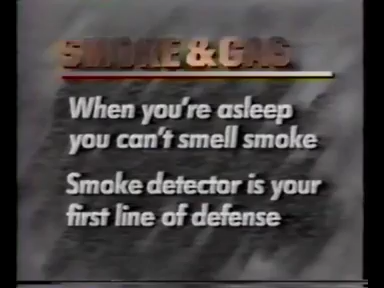 SMOKE & GAS
When you're asleep
you can't smell smoke
Smoke detector is your
first line of defense